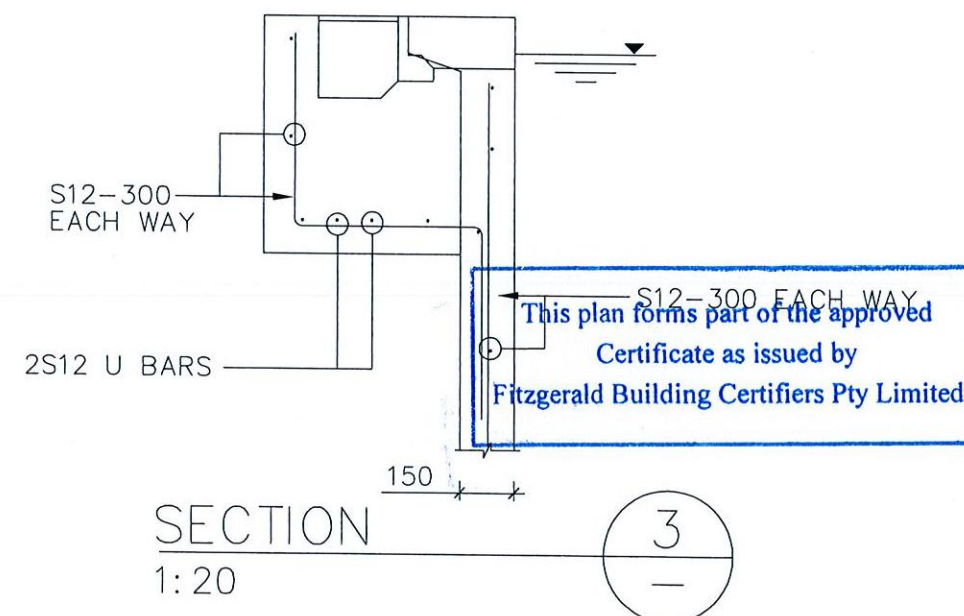 S12-300
EACH WAY
S12-300 EACH WAY
This plan forms part of the approved
Certificate as issued by
Fitzgerald Building Certifiers Pty Limited
2S12 U BARS
150
SECTION
3
1:20
—